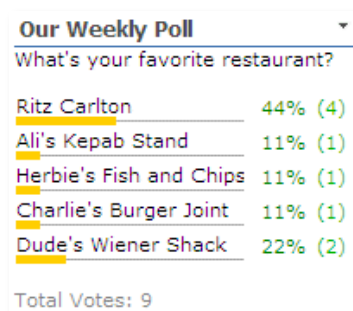 Our Weekly Poll
What's your favorite restaurant?
Ritz Carlton 44% (4)
Ali's Kepab Stand 11% (1)
Herbie's Fish and Chips 11% (1)
Charlie's Burger Joint 11% (1)
Dude's Wiener Shack 22% (2)
Total Votes: 9